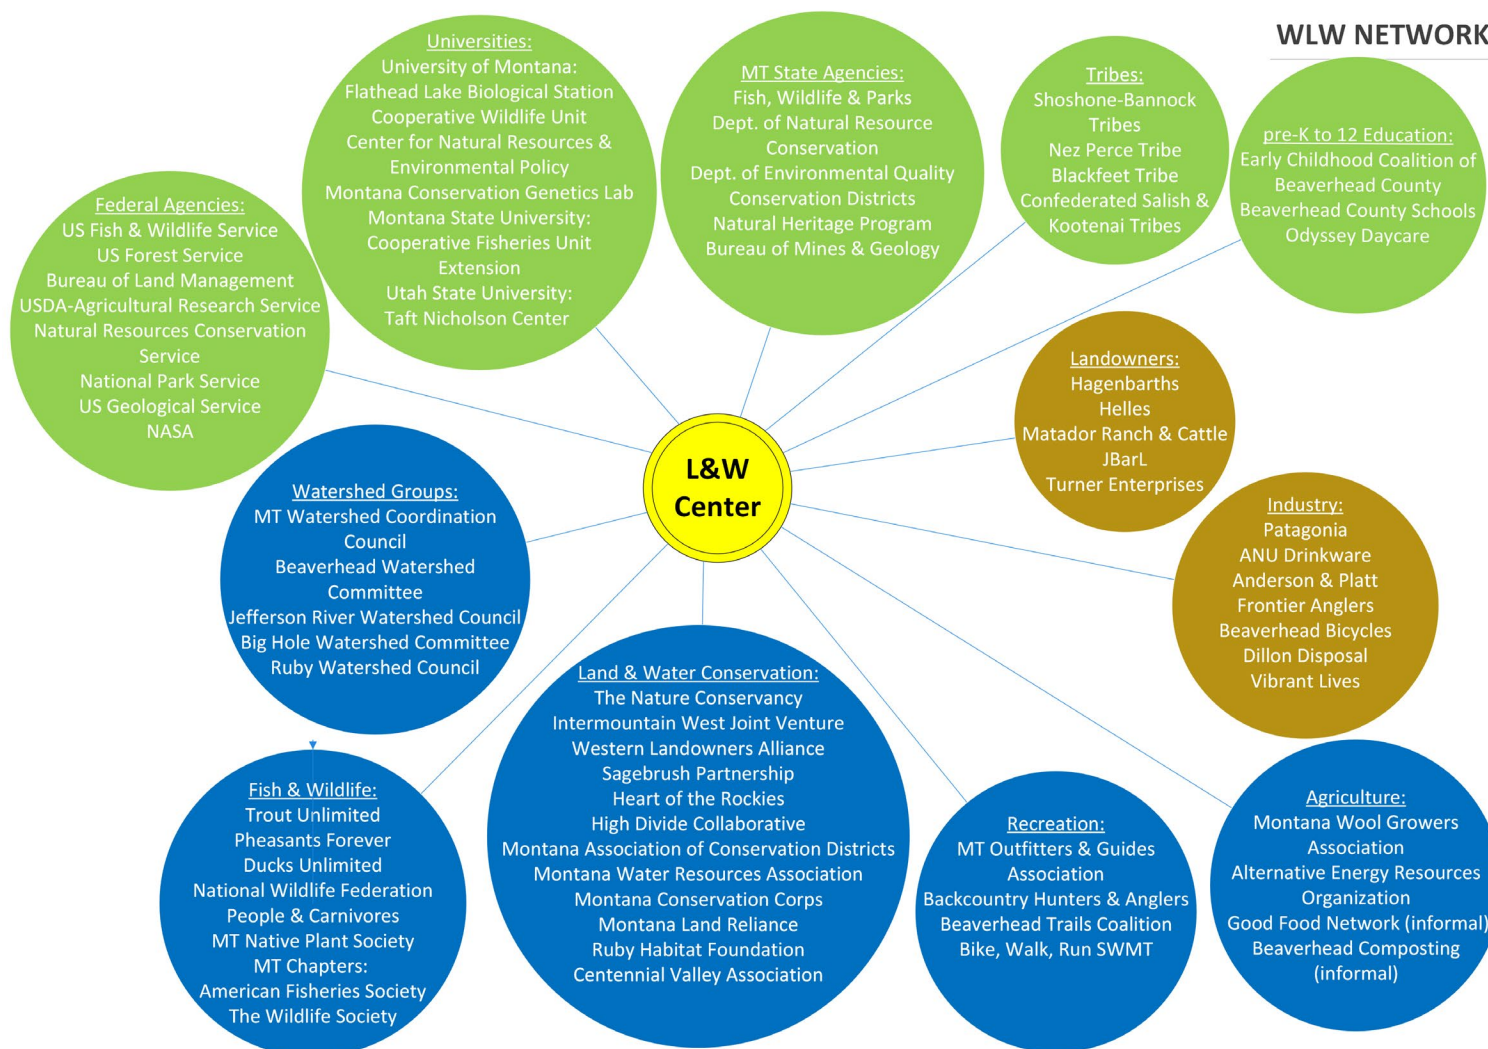 WLW NETWORK
Universities:
University of Montana:
Flathead Lake Biological Station
Cooperative Wildlife Unit
Center for Natural Resources &
Environmental Policy
Montana Conservation Genetics Lab
Montana State University:
Cooperative Fisheries Unit
Extension
Utah State University:
Taft Nicholson Center
MT State Agencies:
Fish, Wildlife & Parks
Dept. of Natural Resource
Conservation
Dept. of Environmental Quality
Conservation Districts
Natural Heritage Program
Bureau of Mines & Geology
Tribes:
Shoshone-Bannock
Tribes
Nez Perce Tribe
Blackfeet Tribe
Confederated Salish &
Kootenai Tribes
pre-K to 12 Education:
Early Childhood Coalition of
Beaverhead County
Beaverhead County Schools
Odyssey Daycare
Federal Agencies:
US Fish & Wildlife Service
US Forest Service
Bureau of Land Management
USDA-Agricultural Research Service
Natural Resources Conservation
Service
National Park Service
US Geological Service
NASA
Landowners:
Hagenbarths
Helles
Matador Ranch & Cattle
JBarL
Turner Enterprises
L&W
Center
Watershed Groups:
MT Watershed Coordination
Council
Beaverhead Watershed
Committee
Jefferson River Watershed Council
Big Hole Watershed Committee
Ruby Watershed Council
Industry:
Patagonia
ANU Drinkware
Anderson & Platt
Frontier Anglers
Beaverhead Bicycles
Dillon Disposal
Vibrant Lives
Fish & Wildlife:
Trout Unlimited
Pheasants Forever
Ducks Unlimited
National Wildlife Federation
People & Carnivores
MT Native Plant Society
MT Chapters:
American Fisheries Society
The Wildlife Society
Land & Water Conservation:
The Nature Conservancy
Intermountain West Joint Venture
Western Landowners Alliance
Sagebrush Partnership
Heart of the Rockies
High Divide Collaborative
Montana Association of Conservation Districts
Montana Water Resources Association
Montana Conservation Corps
Montana Land Reliance
Ruby Habitat Foundation
Centennial Valley Association
Recreation:
MT Outfitters & Guides
Association
Backcountry Hunters & Anglers
Beaverhead Trails Coalition
Bike, Walk, Run SWMT
Agriculture:
Montana Wool Growers
Association
Alternative Energy Resources
Organization
Good Food Network (informal)
Beaverhead Composting
(informal)